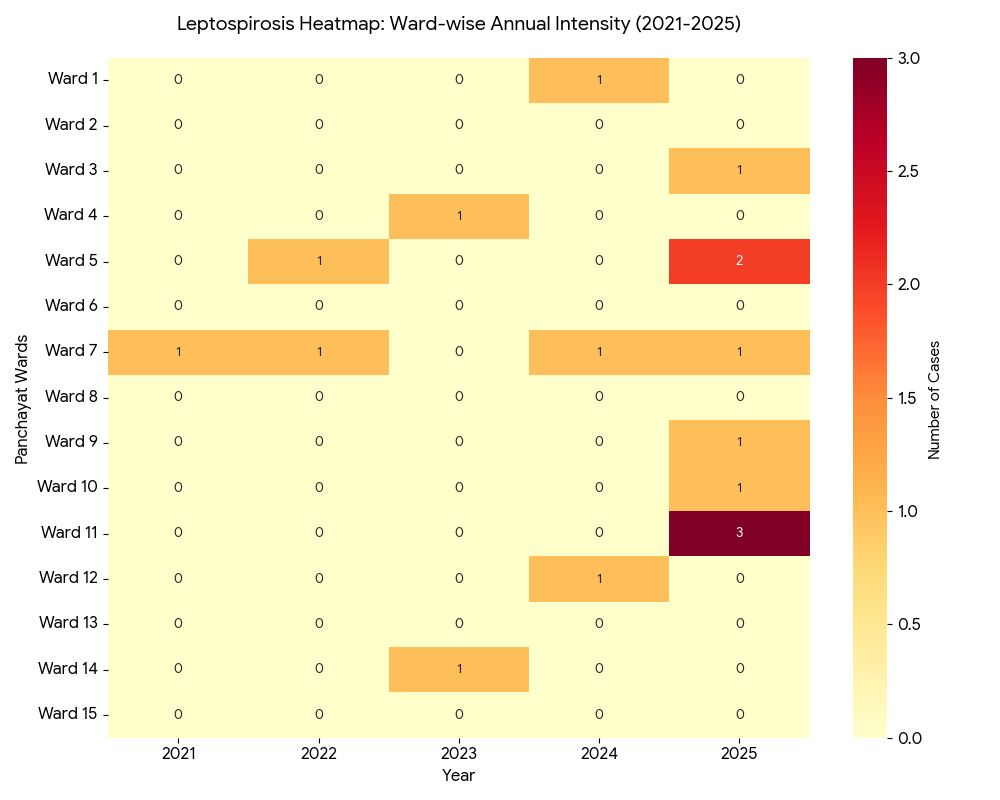 Leptospirosis Heatmap: Ward-wise Annual Intensity (2021-2025)
Ward 1 0 0 0 1 0
Ward 2 0 0 0 0 0
Ward 3 0 0 0 0 1
Ward 4 0 0 1 0 0
Ward 5 0 1 0 0 2
Ward 6 0 0 0 0 0
Ward 7 1 1 0 1 1
Ward 8 0 0 0 0 0
Ward 9 0 0 0 0 1
Ward 10 0 0 0 0 1
Ward 11 0 0 0 0 3
Ward 12 0 0 0 1 0
Ward 13 0 0 0 0 0
Ward 14 0 0 1 0 0
Ward 15 0 0 0 0 0
2021 2022 2023 2024 2025
Year
Panchayat Wards
3.0
2.5
2.0
1.5
1.0
0.5
0.0
Number of Cases